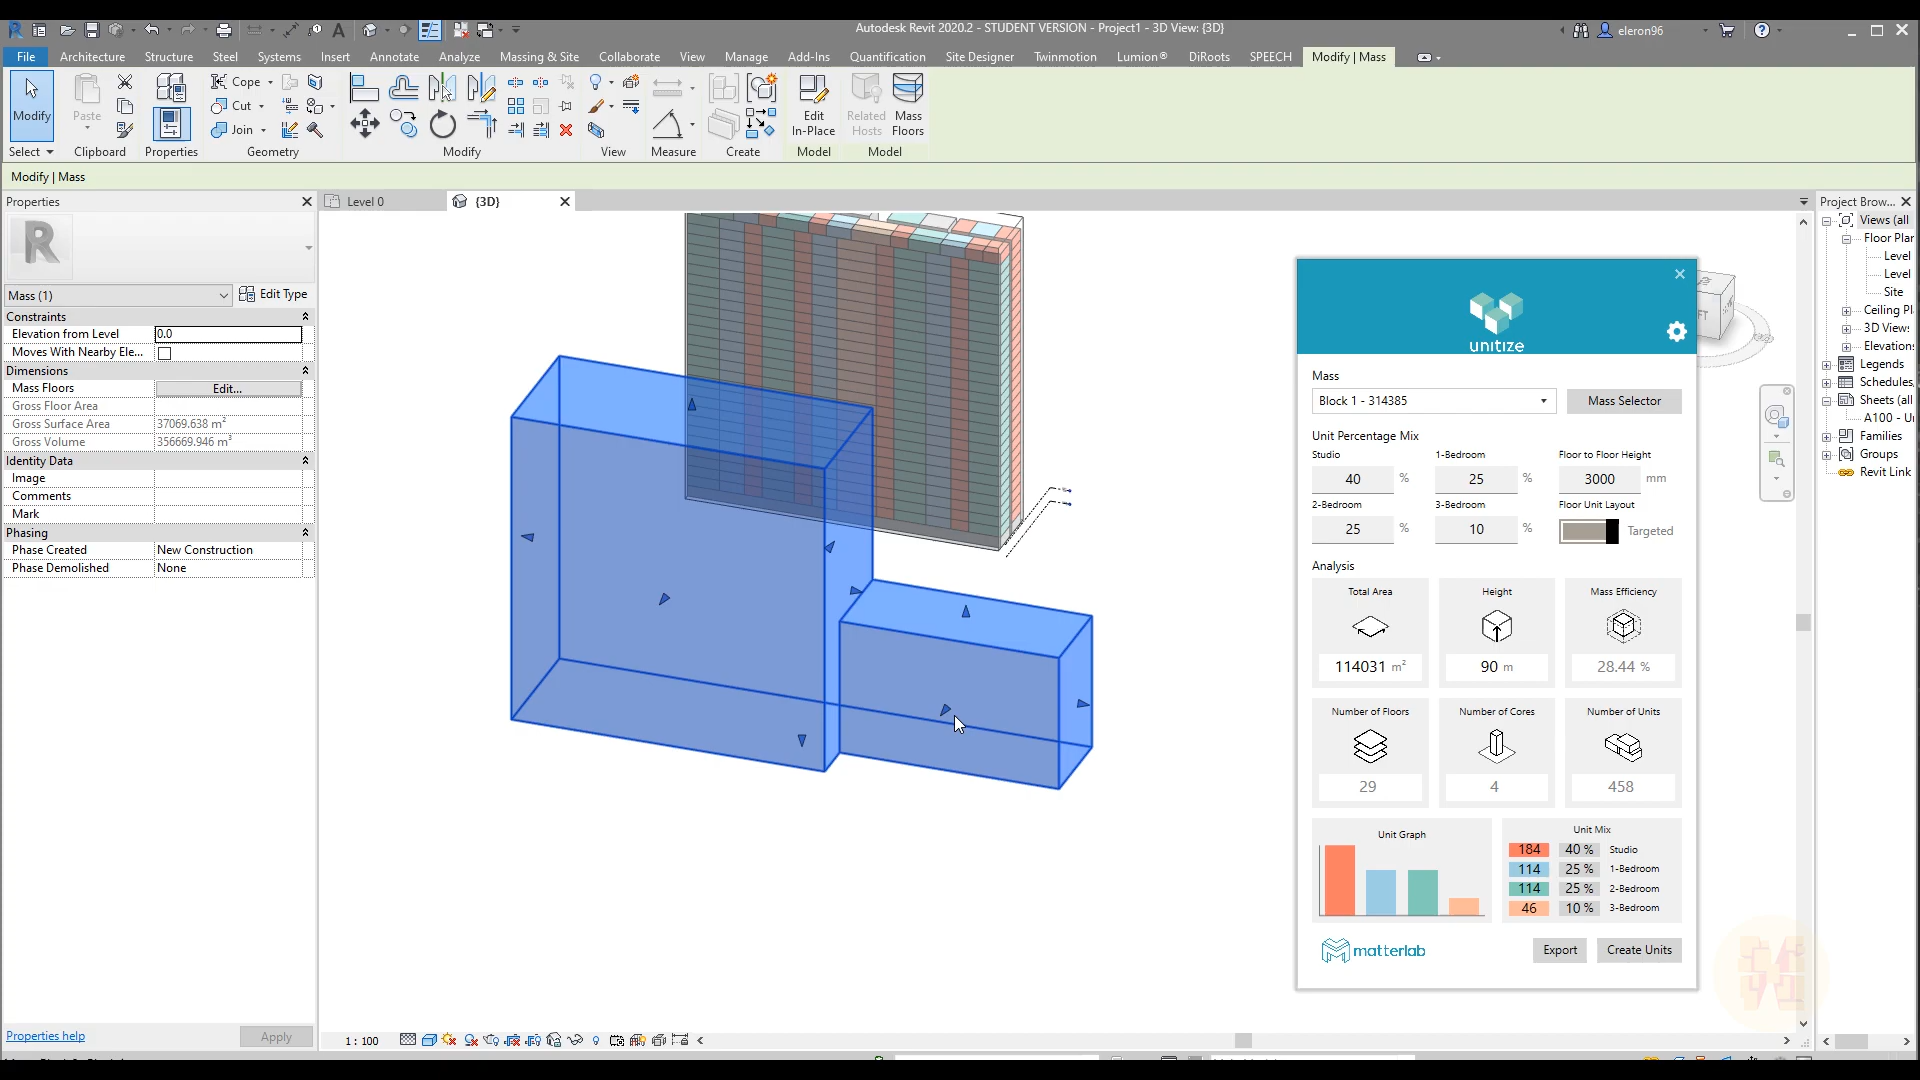 Autodesk Revit 2020.2 - STUDENT VERSION - Project1 - 3D View: {3D}
eleron96
File Architecture Structure Steel Systems Insert Annotate Analyze Massing & Site Collaborate View Manage Add-Ins Quantification Site Designer Twinmotion Lumion® DiRoots SPEECH Modify | Mass
Modify
Paste
Cope
Cut
Join
Edit
In-Place
Related
Hosts
Mass
Floors
Select Clipboard Properties Geometry Modify View Measure Create Model Model
Modify | Mass
Properties
Level 0
{3D}
Project Brow...
Mass (1)
Edit Type
Constraints
Elevation from Level 0.0
Moves With Nearby Ele...
Dimensions
Mass Floors Edit...
Gross Floor Area
Gross Surface Area 37069.638 m²
Gross Volume 356669.946 m³
Identity Data
Image
Comments
Mark
Phasing
Phase Created New Construction
Phase Demolished None
Properties help
Apply
1 : 100
unitize
Mass
Block 1 - 314385
Mass Selector
Unit Percentage Mix
Studio 1-Bedroom Floor to Floor Height
40 % 25 % 3000 mm
2-Bedroom 3-Bedroom Floor Unit Layout
25 % 10 % Targeted
Analysis
Total Area Height Mass Efficiency
114031 m² 90 m 28.44 %
Number of Floors Number of Cores Number of Units
29 4 458
Unit Graph
Unit Mix
184 40 % Studio
114 25 % 1-Bedroom
114 25 % 2-Bedroom
46 10 % 3-Bedroom
matterlab
Export
Create Units
Views (all
Floor Plan
Level
Level
Site
Ceiling Pl
3D Views
Elevations
Legends
Schedules,
Sheets (all
A100 - Un
Families
Groups
Revit Link